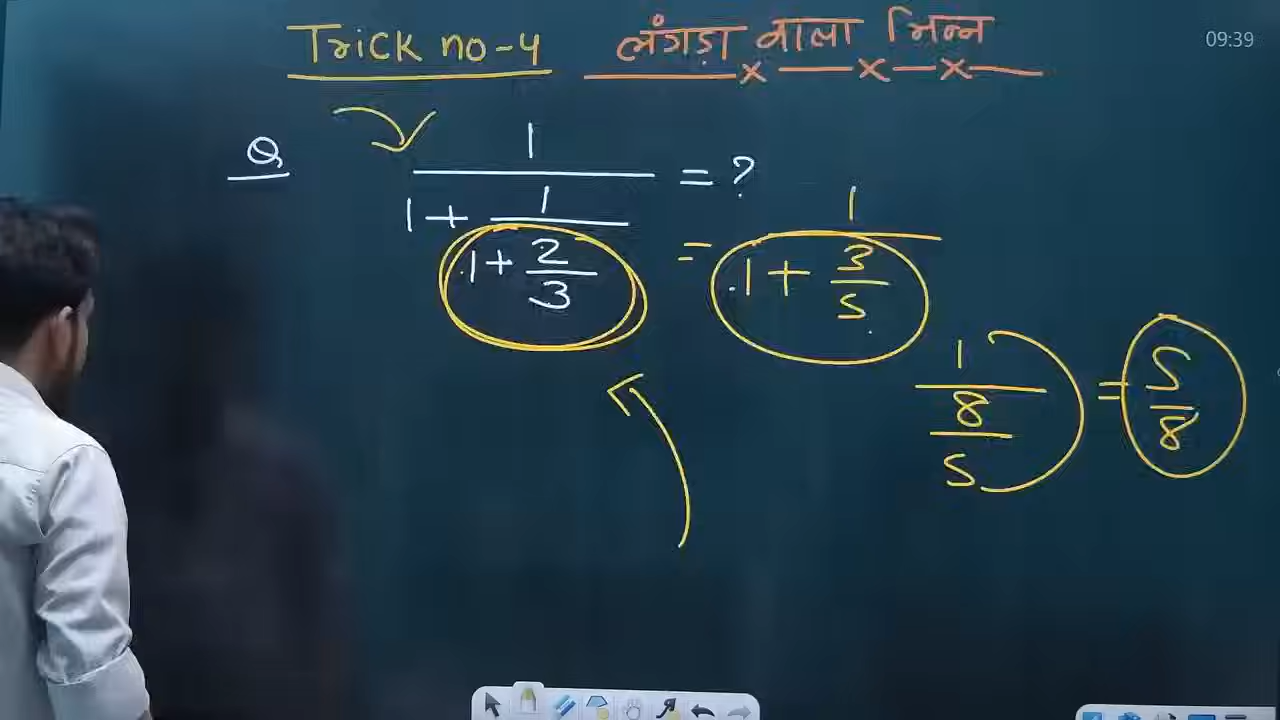 Trick no-4 लंगड़ा वाला भिन्न
09:39
Q
1
1 + 1
1 + 2/3
= ?
= 1
1 + 3/5
1
8/5
= 5/8